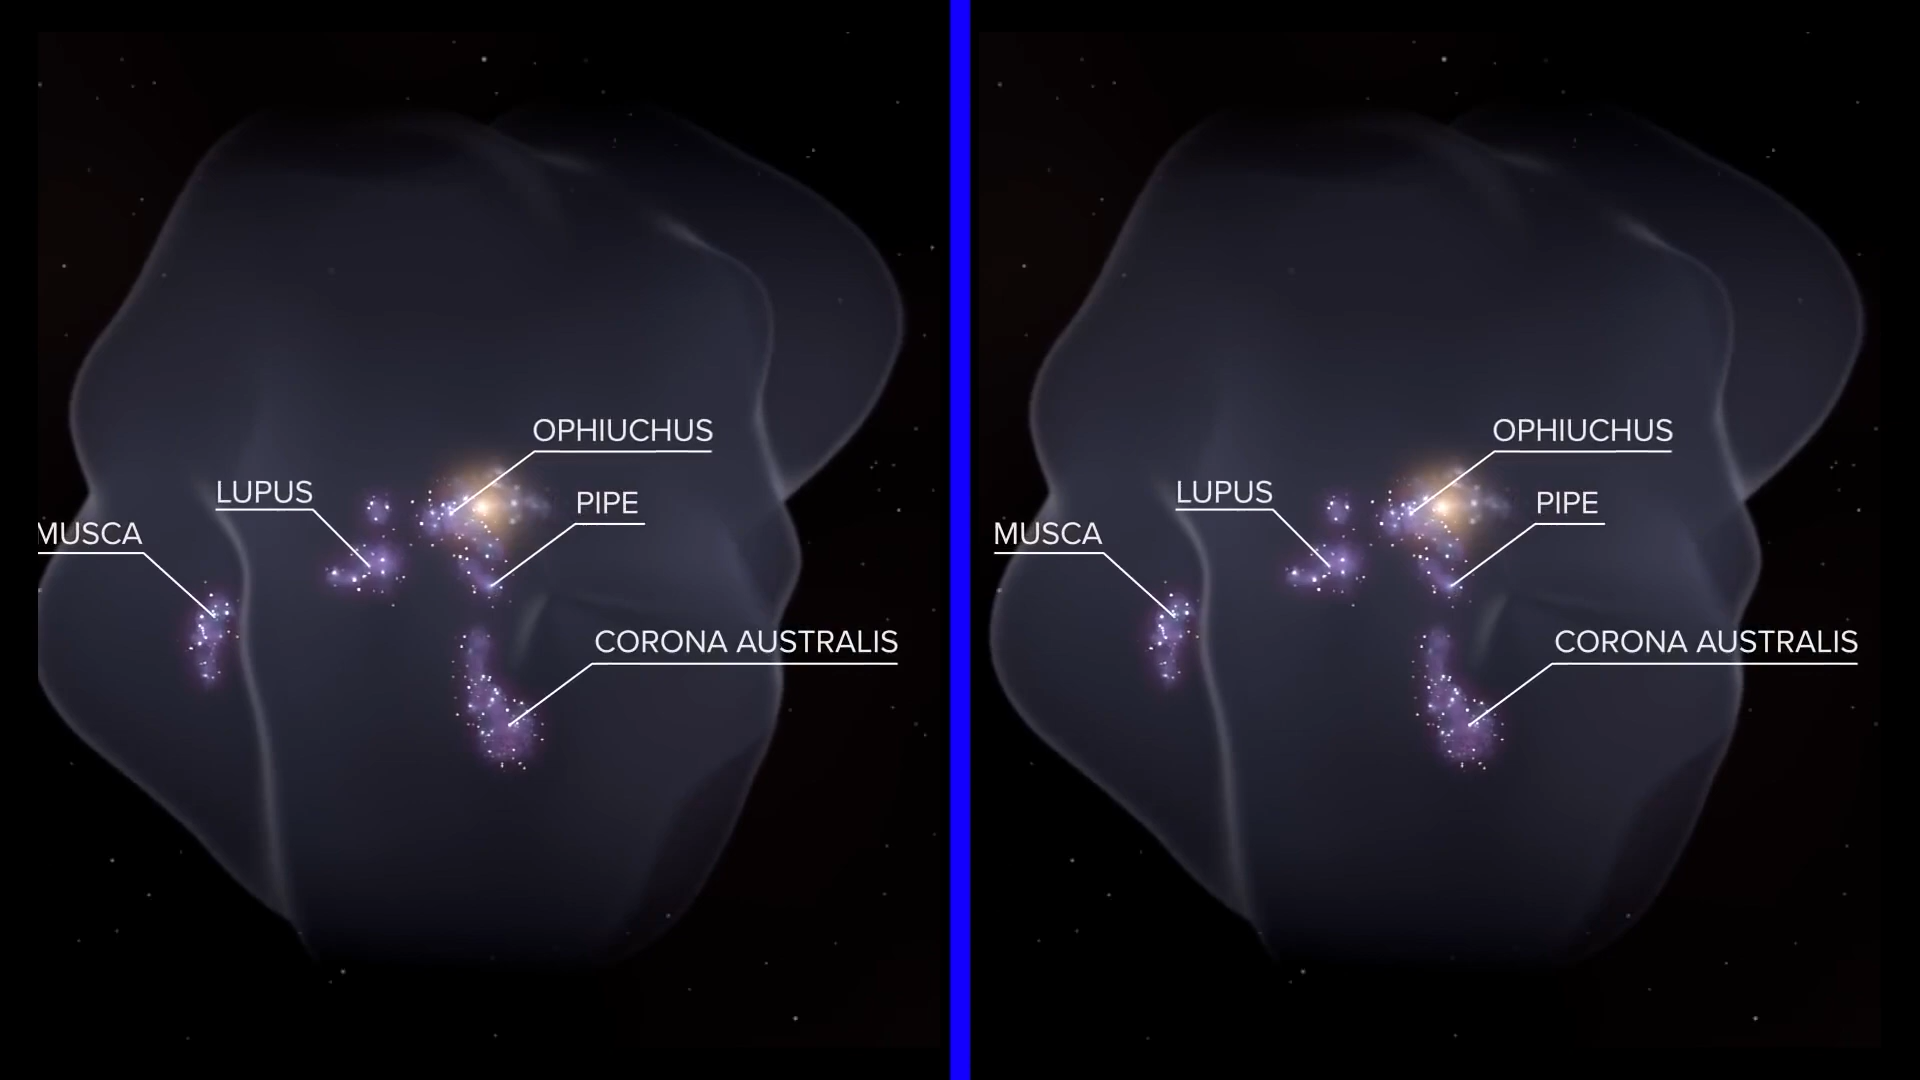 OPHIUCHUS
LUPUS
PIPE
MUSCA
CORONA AUSTRALIS
OPHIUCHUS
LUPUS
PIPE
MUSCA
CORONA AUSTRALIS